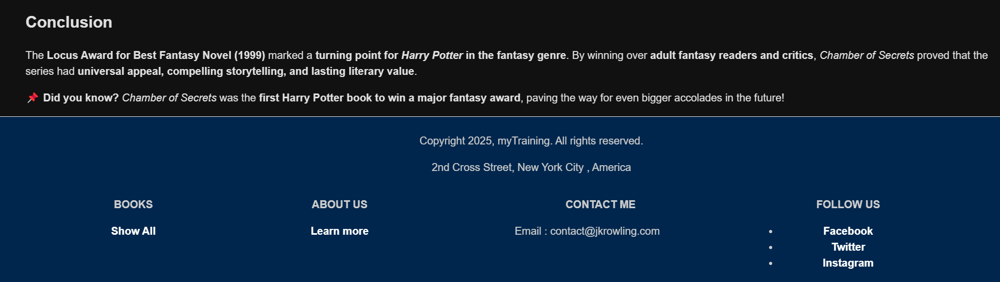 Conclusion
The Locus Award for Best Fantasy Novel (1999) marked a turning point for Harry Potter in the fantasy genre. By winning over adult fantasy readers and critics, Chamber of Secrets proved that the
series had universal appeal, compelling storytelling, and lasting literary value.
📌 Did you know? Chamber of Secrets was the first Harry Potter book to win a major fantasy award, paving the way for even bigger accolades in the future!
Copyright 2025, myTraining. All rights reserved.
2nd Cross Street, New York City , America
BOOKS
Show All
ABOUT US
Learn more
CONTACT ME
Email : contact@jkrowling.com
FOLLOW US
• Facebook
• Twitter
• Instagram